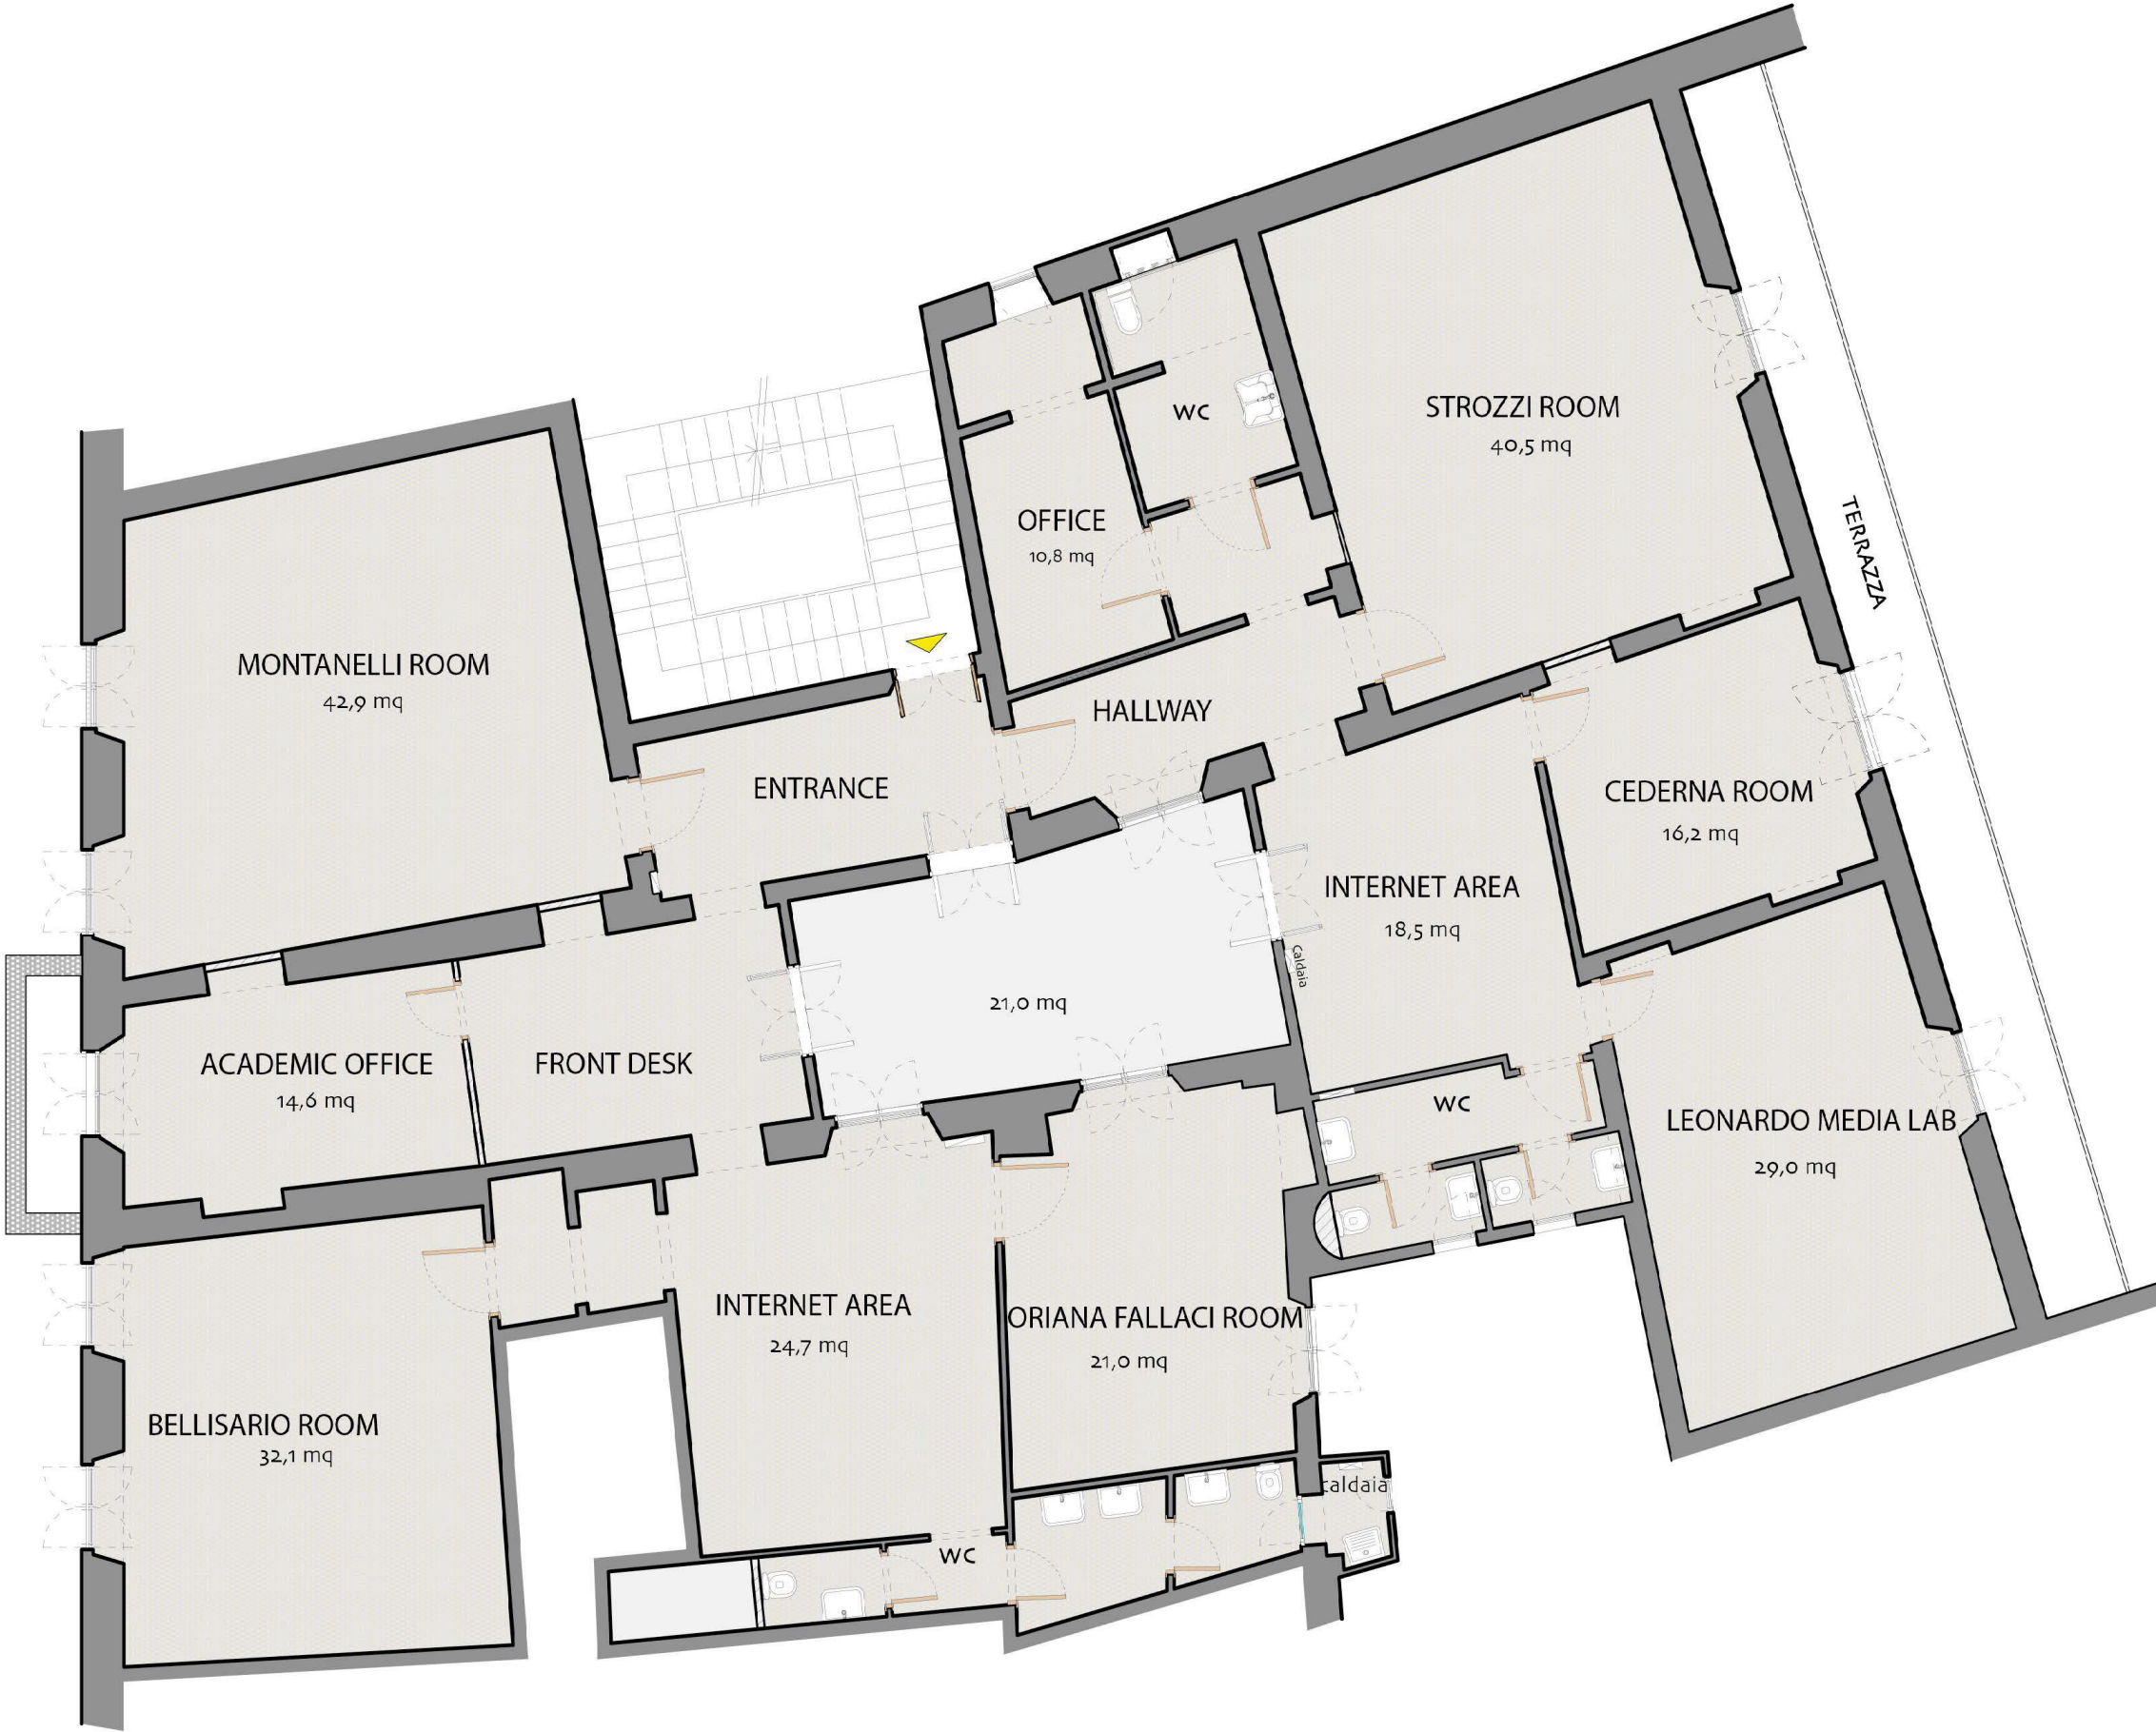 STROZZI ROOM
40,5 mq
WC
OFFICE
10,8 mq
TERRAZZA
MONTANELLI ROOM
42,9 mq
HALLWAY
ENTRANCE
CEDERNA ROOM
16,2 mq
INTERNET AREA
18,5 mq
Caldaia
21,0 mq
ACADEMIC OFFICE
14,6 mq
FRONT DESK
WC
LEONARDO MEDIA LAB
29,0 mq
INTERNET AREA
24,7 mq
ORIANA FALLACI ROOM
21,0 mq
BELLISARIO ROOM
32,1 mq
caldaia
WC